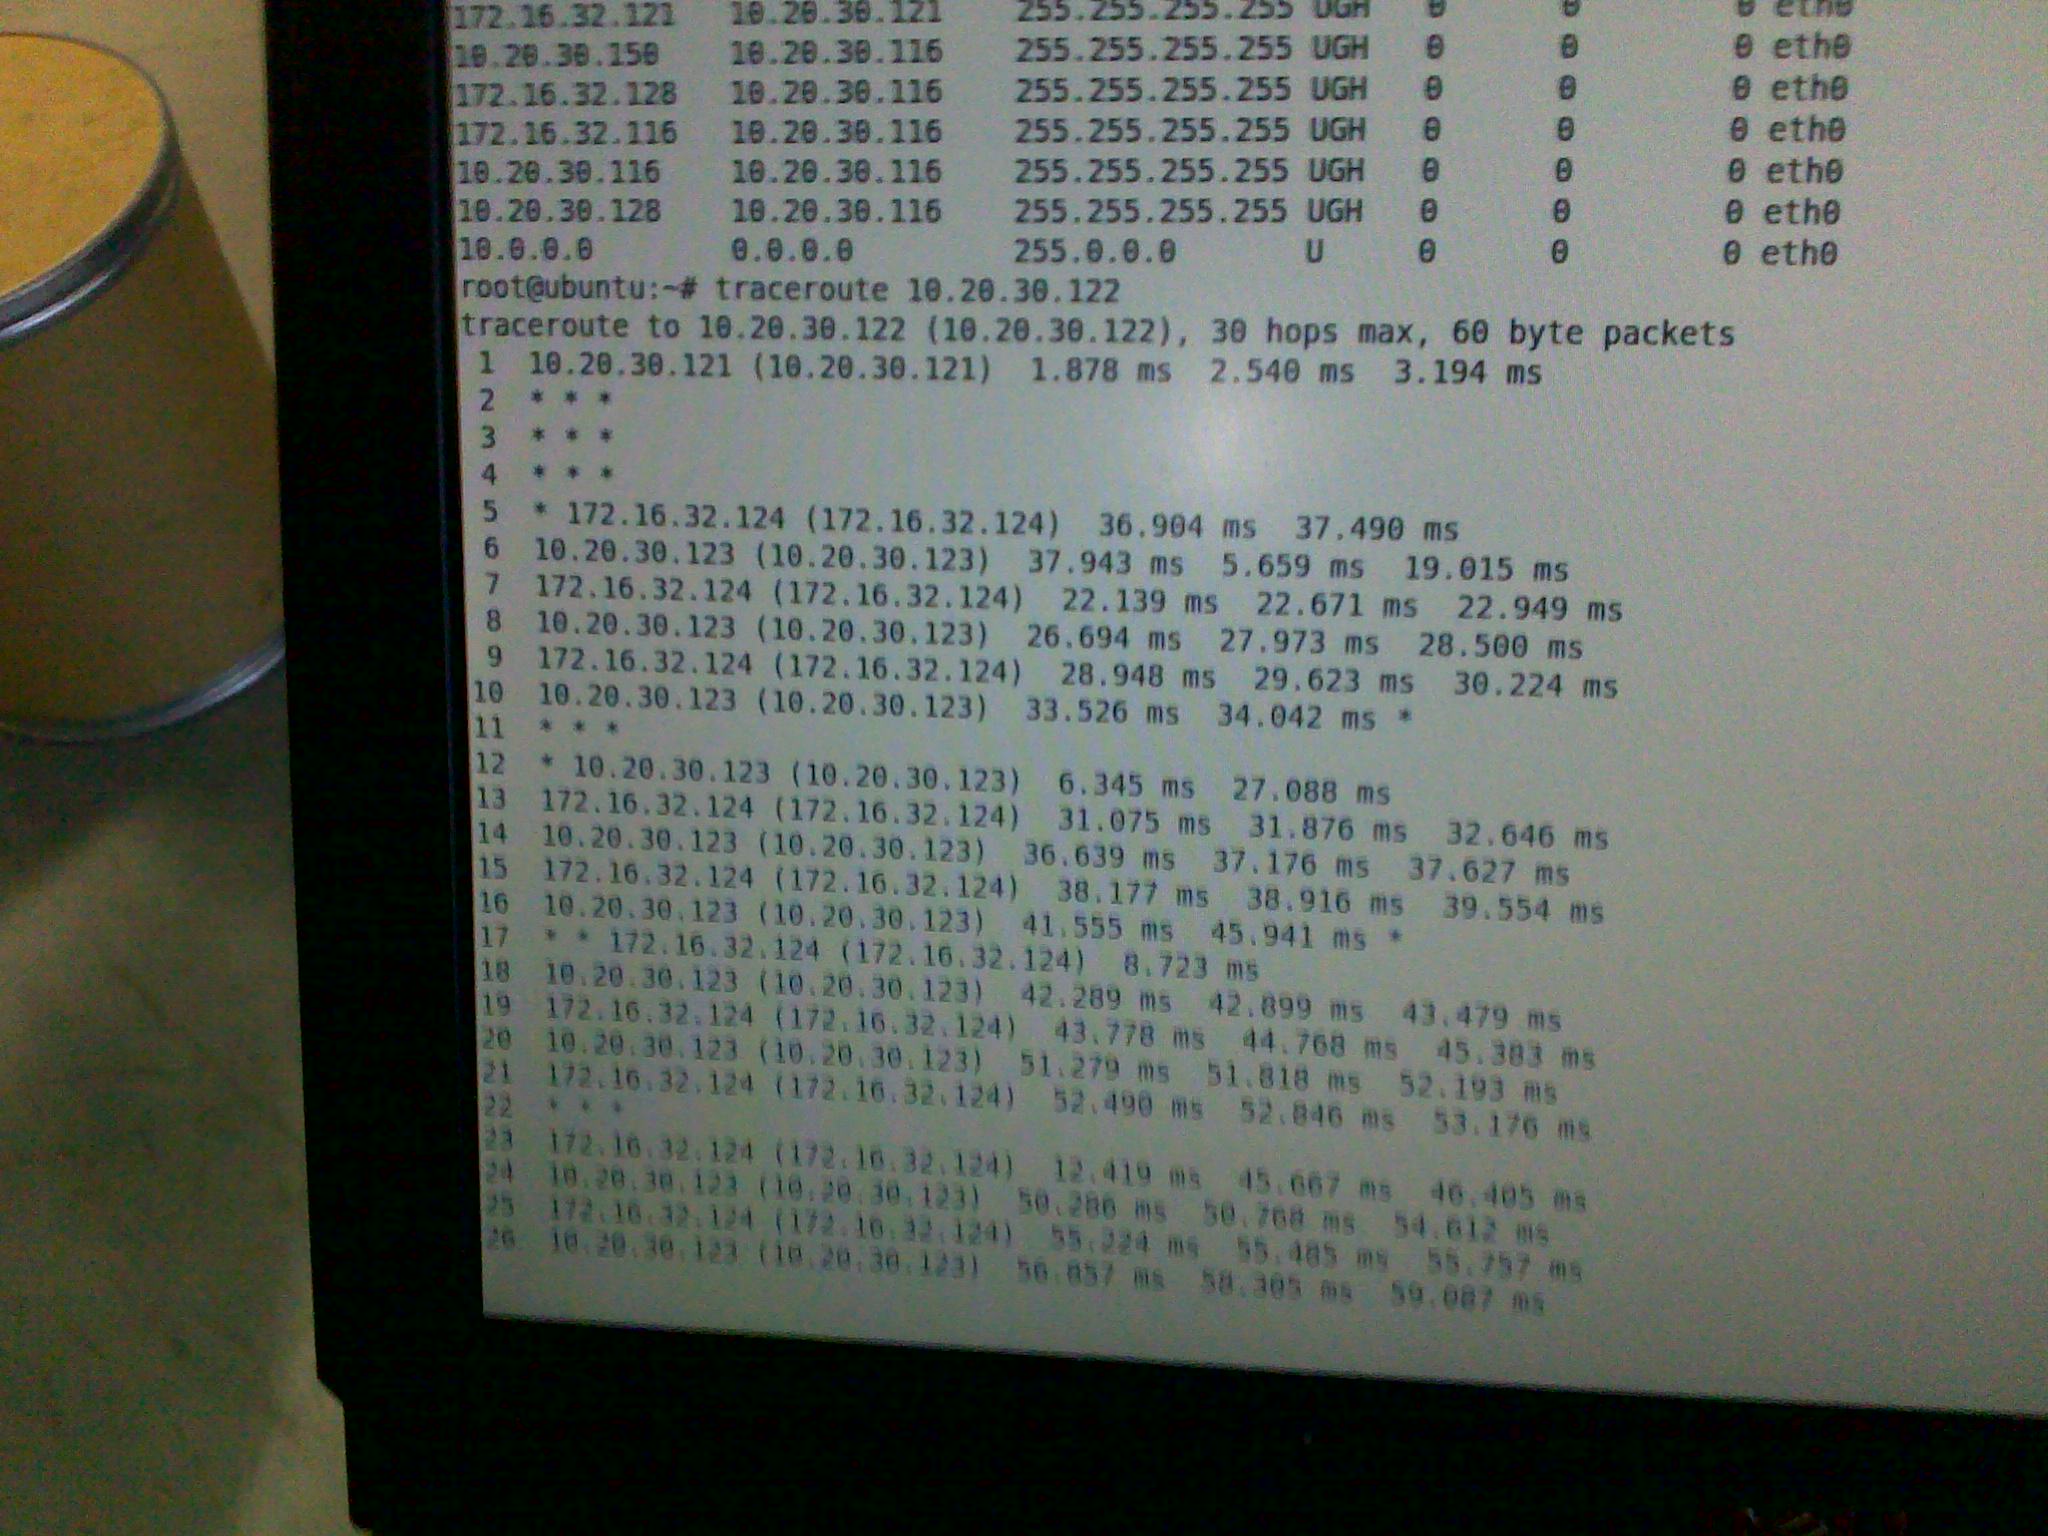 172.16.32.121 10.20.30.121 255.255.255.255 UGH 0 0 0 eth0
10.20.30.150 10.20.30.116 255.255.255.255 UGH 0 0 0 eth0
172.16.32.128 10.20.30.116 255.255.255.255 UGH 0 0 0 eth0
172.16.32.116 10.20.30.116 255.255.255.255 UGH 0 0 0 eth0
10.20.30.116 10.20.30.116 255.255.255.255 UGH 0 0 0 eth0
10.20.30.128 10.20.30.116 255.255.255.255 UGH 0 0 0 eth0
10.0.0.0 0.0.0.0 255.0.0.0 U 0 0 0 eth0
root@ubuntu:~# traceroute 10.20.30.122
traceroute to 10.20.30.122 (10.20.30.122), 30 hops max, 60 byte packets
1 10.20.30.121 (10.20.30.121) 1.878 ms 2.540 ms 3.194 ms
2 * * *
3 * * *
4 * * *
5 * 172.16.32.124 (172.16.32.124) 36.904 ms 37.490 ms
6 10.20.30.123 (10.20.30.123) 37.943 ms 5.659 ms 19.015 ms
7 172.16.32.124 (172.16.32.124) 22.139 ms 22.671 ms 22.949 ms
8 10.20.30.123 (10.20.30.123) 26.694 ms 27.973 ms 28.500 ms
9 172.16.32.124 (172.16.32.124) 28.948 ms 29.623 ms 30.224 ms
10 10.20.30.123 (10.20.30.123) 33.526 ms 34.042 ms *
11 * * *
12 * 10.20.30.123 (10.20.30.123) 6.345 ms 27.088 ms
13 172.16.32.124 (172.16.32.124) 31.075 ms 31.876 ms 32.646 ms
14 10.20.30.123 (10.20.30.123) 36.639 ms 37.176 ms 37.627 ms
15 172.16.32.124 (172.16.32.124) 38.177 ms 38.916 ms 39.554 ms
16 10.20.30.123 (10.20.30.123) 41.555 ms 45.941 ms *
17 * * 172.16.32.124 (172.16.32.124) 8.723 ms
18 10.20.30.123 (10.20.30.123) 42.289 ms 42.899 ms 43.479 ms
19 172.16.32.124 (172.16.32.124) 43.778 ms 44.768 ms 45.383 ms
20 10.20.30.123 (10.20.30.123) 51.279 ms 51.818 ms 52.193 ms
21 172.16.32.124 (172.16.32.124) 52.490 ms 52.846 ms 53.176 ms
22 * * *
23 172.16.32.124 (172.16.32.124) 12.419 ms 45.667 ms 46.405 ms
24 10.20.30.123 (10.20.30.123) 50.286 ms 50.768 ms 54.612 ms
25 172.16.32.124 (172.16.32.124) 55.224 ms 55.485 ms 55.757 ms
26 10.20.30.123 (10.20.30.123) ms 58.305 ms 59.087 ms